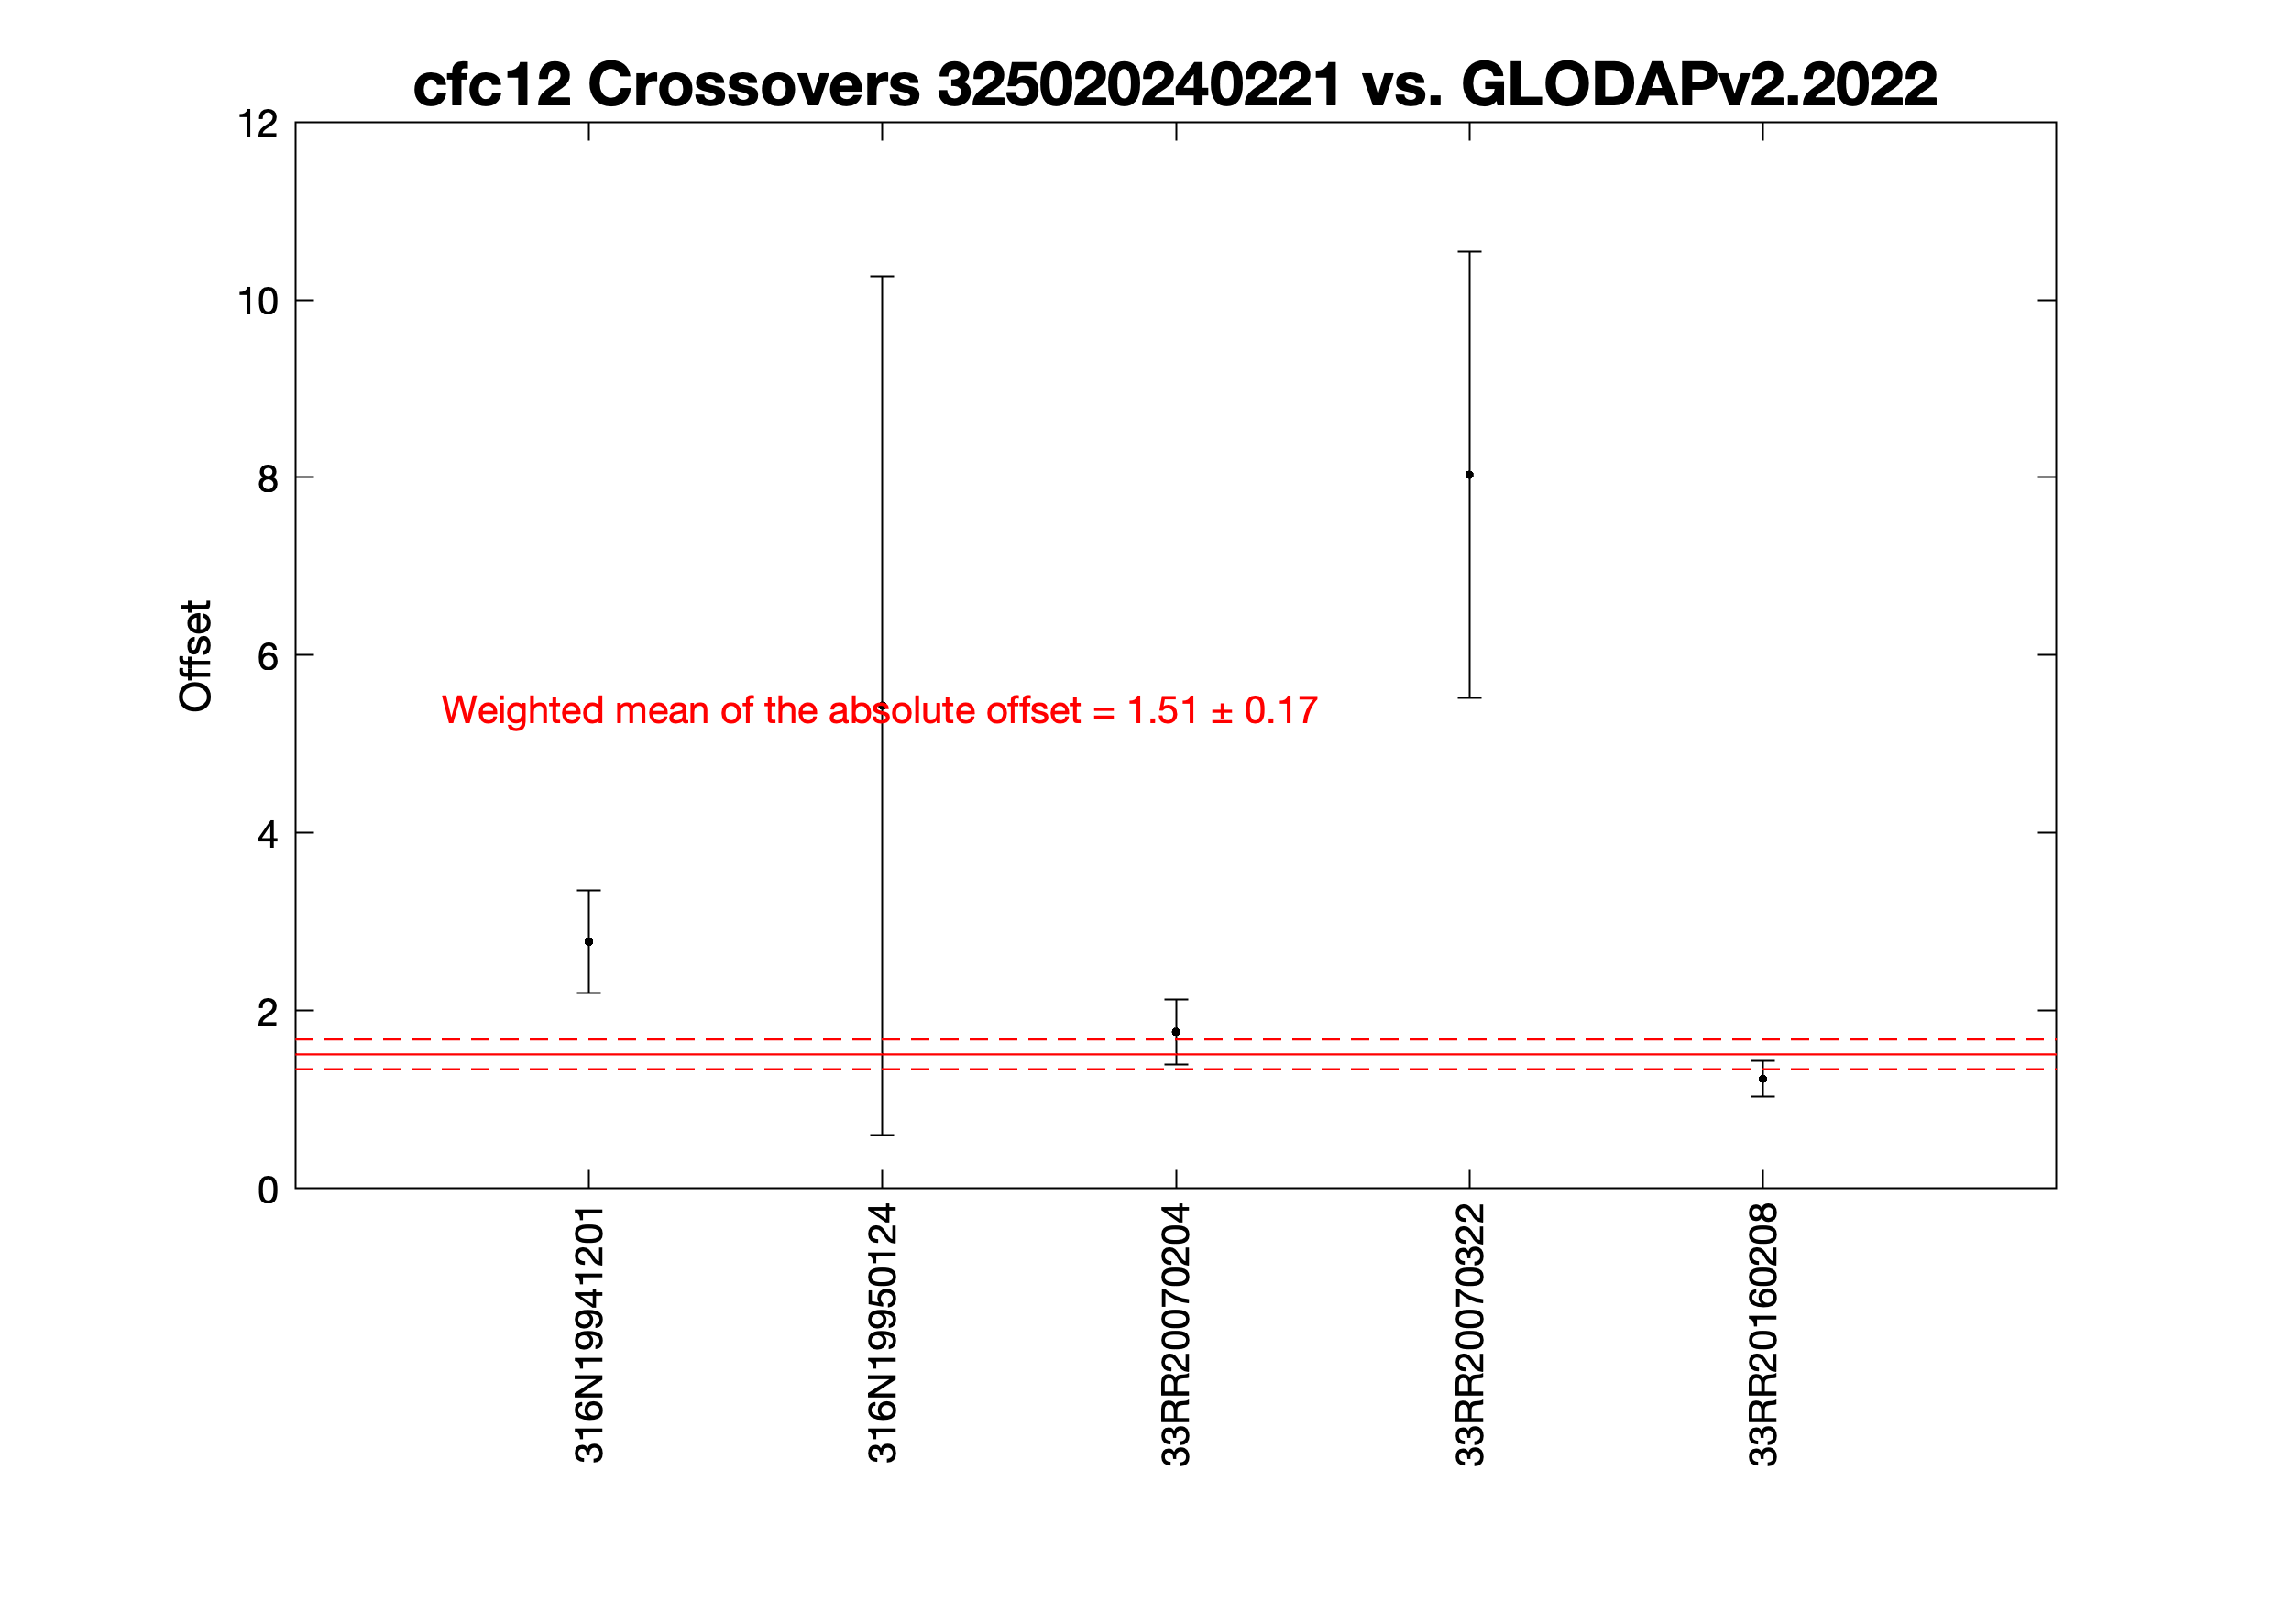 cfc12 Crossovers 325020240221 vs. GLODAPv2.2022
12
10
8
6
4
2
0
Offset
Weighted mean of the absolute offset = 1.51 ± 0.17
316N19941201
316N19950124
33RR20070204
33RR20070322
33RR20160208